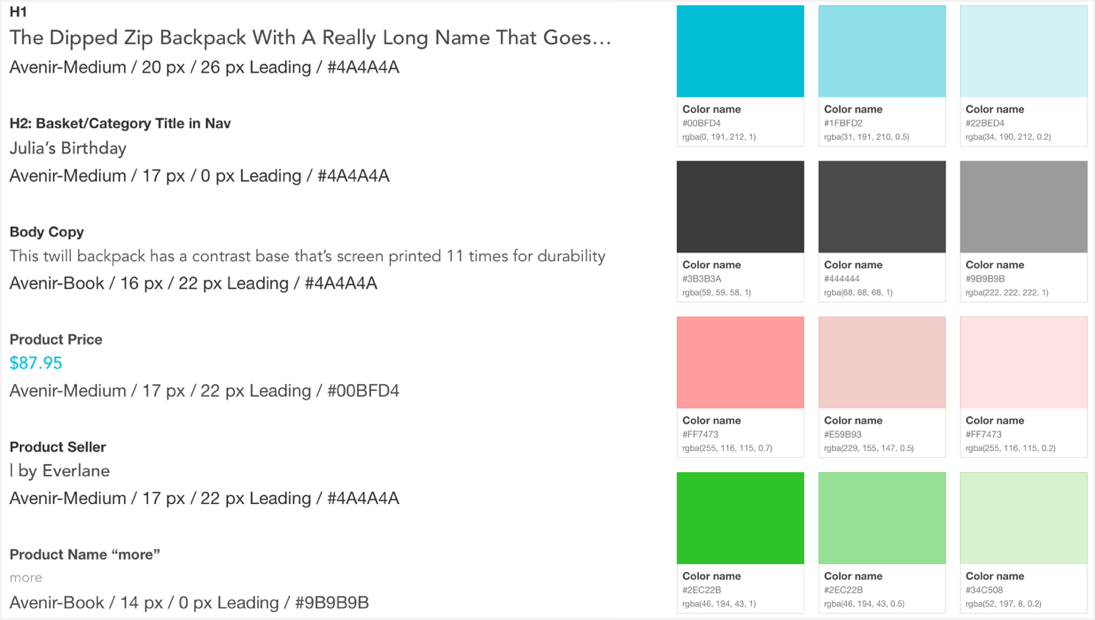 H1
The Dipped Zip Backpack With A Really Long Name That Goes…
Avenir-Medium / 20 px / 26 px Leading / #4A4A4A
H2: Basket/Category Title in Nav
Julia’s Birthday
Avenir-Medium / 17 px / 0 px Leading / #4A4A4A
Body Copy
This twill backpack has a contrast base that’s screen printed 11 times for durability
Avenir-Book / 16 px / 22 px Leading / #4A4A4A
Product Price
$87.95
Avenir-Medium / 17 px / 22 px Leading / #00BFD4
Product Seller
| by Everlane
Avenir-Medium / 17 px / 22 px Leading / #4A4A4A
Product Name “more”
more
Avenir-Book / 14 px / 0 px Leading / #9B9B9B
Color name
#00BFD4
rgba(0, 191, 212, 1)
Color name
#1FBFD2
rgba(31, 191, 210, 0.5)
Color name
#22BED4
rgba(34, 190, 212, 0.2)
Color name
#3B3B3A
rgba(59, 59, 58, 1)
Color name
#444444
rgba(68, 68, 68, 1)
Color name
#9B9B9B
rgba(222, 222, 222, 1)
Color name
#FF7473
rgba(255, 116, 115, 0.7)
Color name
#E59B93
rgba(229, 155, 147, 0.5)
Color name
#FF7473
rgba(255, 116, 115, 0.2)
Color name
#2EC22B
rgba(46, 194, 43, 1)
Color name
#2EC22B
rgba(46, 194, 43, 0.5)
Color name
#34C508
rgba(52, 197, 8, 0.2)